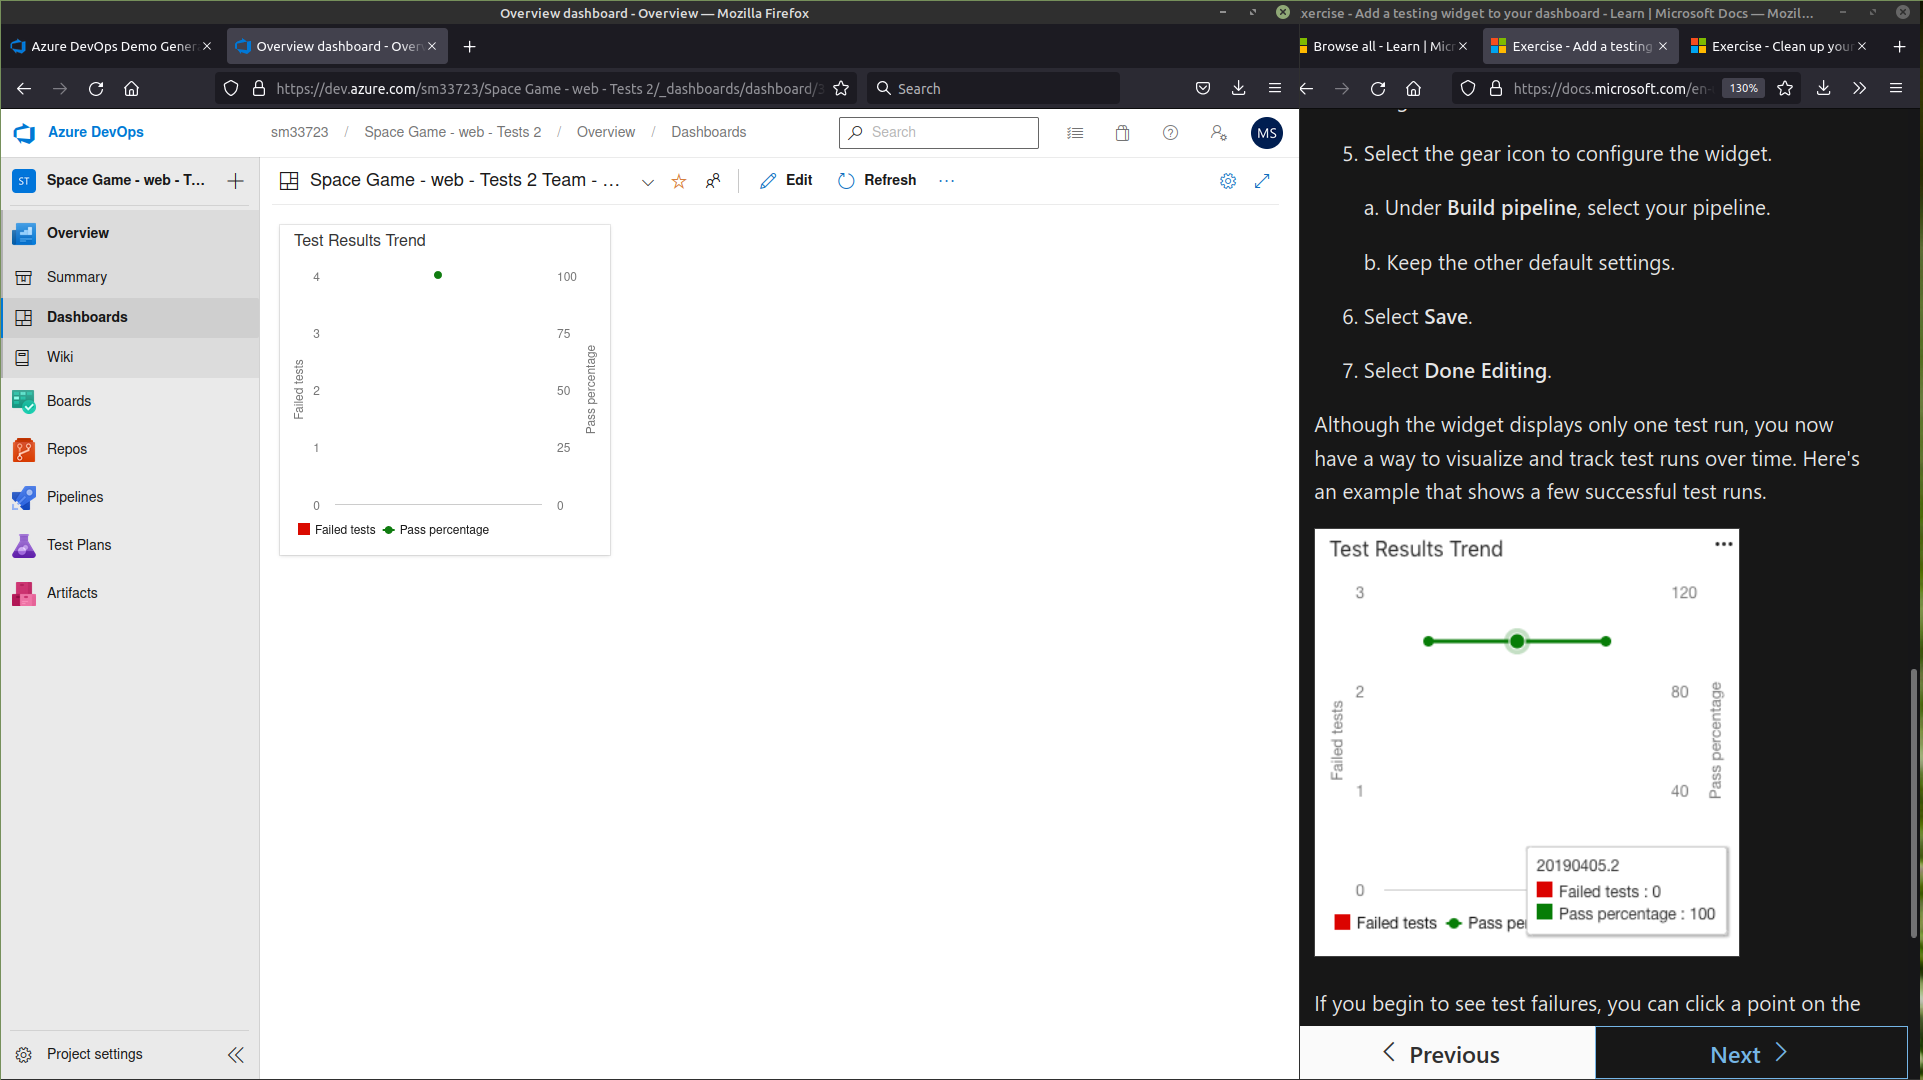 Overview dashboard - Overview — Mozilla Firefox
Azure DevOps Demo Gener
Overview dashboard - Over
https://dev.azure.com/sm33723/Space Game - web - Tests 2/_dashboards/dashboard/3
Search
Azure DevOps
sm33723 / Space Game - web - Tests 2 / Overview / Dashboards
Search
MS
ST
Space Game - web - T...
Overview
Summary
Dashboards
Wiki
Boards
Repos
Pipelines
Test Plans
Artifacts
Project settings
Space Game - web - Tests 2 Team - ...
Edit
Refresh
Test Results Trend
4
3
2
1
0
Failed tests
100
75
50
25
0
Pass percentage
Failed tests Pass percentage
xercise - Add a testing widget to your dashboard - Learn | Microsoft Docs — Mozil...
Browse all - Learn | Micr
Exercise - Add a testing
Exercise - Clean up your
https://docs.microsoft.com/en-
130%
5. Select the gear icon to configure the widget.
a. Under Build pipeline, select your pipeline.
b. Keep the other default settings.
6. Select Save.
7. Select Done Editing.
Although the widget displays only one test run, you now
have a way to visualize and track test runs over time. Here's
an example that shows a few successful test runs.
Test Results Trend
3
2
1
0
Failed tests
120
80
40
Pass percentage
20190405.2
Failed tests : 0
Pass percentage : 100
Failed tests Pass pe
If you begin to see test failures, you can click a point on the
Previous
Next